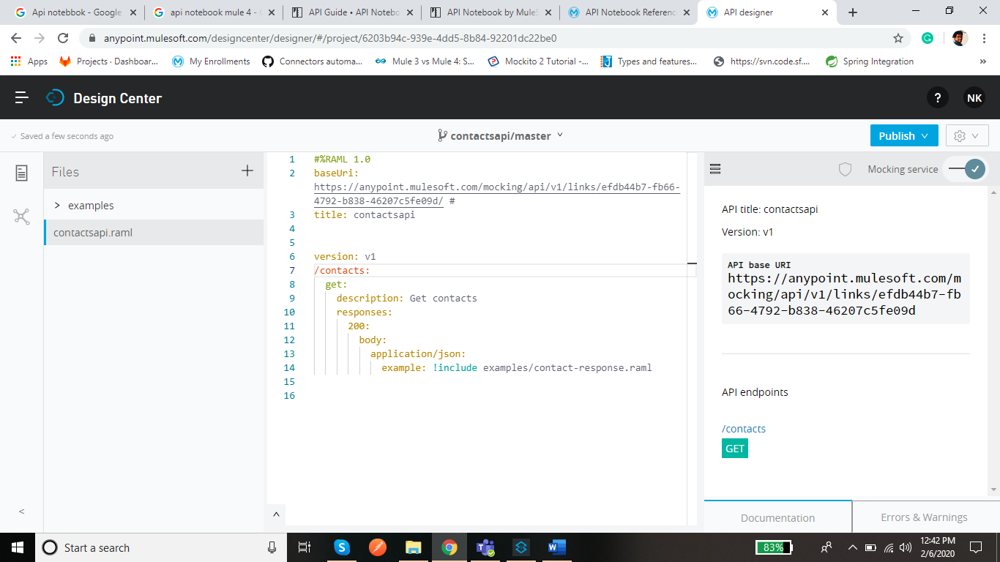 Api notebbok - Google
api notebook mule 4 -
API Guide • API Notebo
API Notebook by MuleS
API Notebook Referenc
API designer
anypoint.mulesoft.com/designcenter/designer/#/project/6203b94c-939e-4dd5-8b84-92201dc22be0
Apps
Projects · Dashboar...
My Enrollments
Connectors automa...
Mule 3 vs Mule 4: S...
Mockito 2 Tutorial -...
Types and features...
https://svn.code.sf....
Spring Integration
»
Design Center
?
NK
Saved a few seconds ago
contactsapi/master
Publish
Files
+
> examples
contactsapi.raml
<
1 #%RAML 1.0
2 baseUri:
https://anypoint.mulesoft.com/mocking/api/v1/links/efdb44b7-fb66-
4792-b838-46207c5fe09d/ #
3 title: contactsapi
4
5
6 version: v1
7 /contacts:
8 get:
9 description: Get contacts
10 responses:
11 200:
12 body:
13 application/json:
14 example: !include examples/contact-response.raml
15
16
Mocking service
API title: contactsapi
Version: v1
API base URI
https://anypoint.mulesoft.com/m
ocking/api/v1/links/efdb44b7-fb
66-4792-b838-46207c5fe09d
API endpoints
/contacts
GET
Documentation
Errors & Warnings
Start a search
83%
12:42 PM
2/6/2020